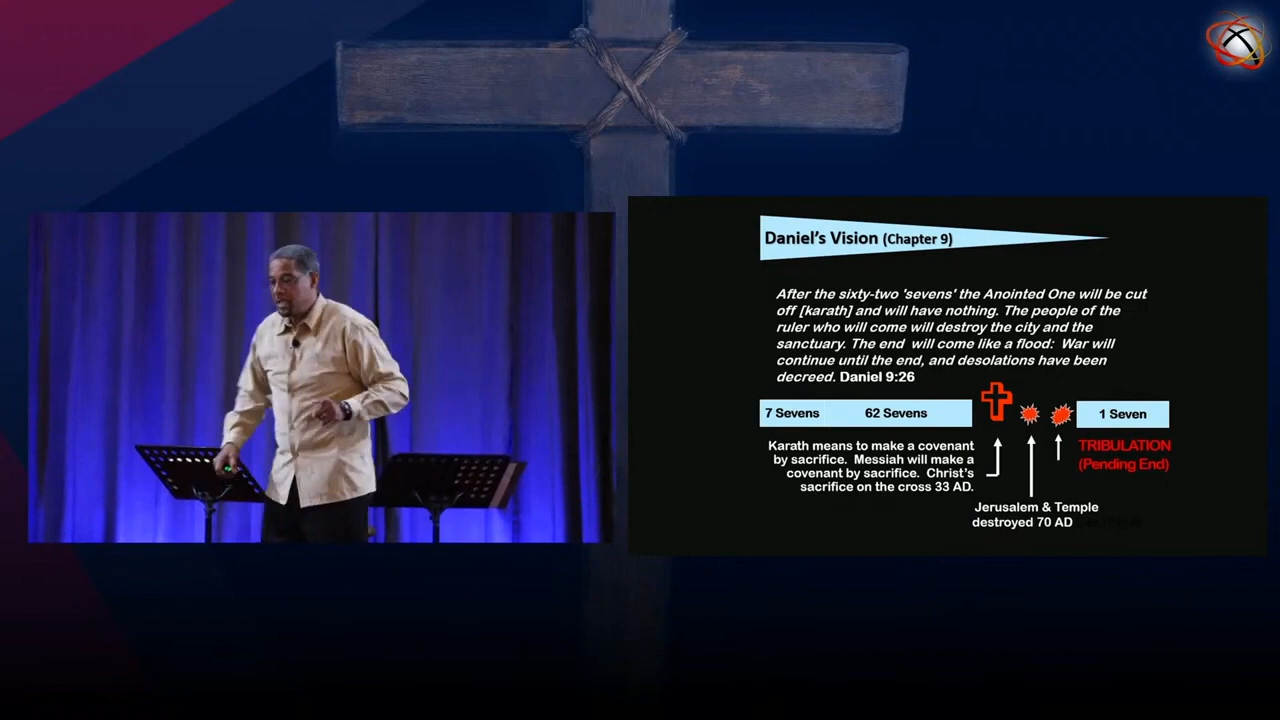 Daniel's Vision (Chapter 9)
After the sixty-two 'sevens' the Anointed One will be cut
off [karath] and will have nothing. The people of the
ruler who will come will destroy the city and the
sanctuary. The end will come like a flood: War will
continue until the end, and desolations have been
decreed. Daniel 9:26
7 Sevens
62 Sevens
1 Seven
Karath means to make a covenant
by sacrifice. Messiah will make a
covenant by sacrifice. Christ's
sacrifice on the cross 33 AD.
TRIBULATION
(Pending End)
Jerusalem & Temple
destroyed 70 AD